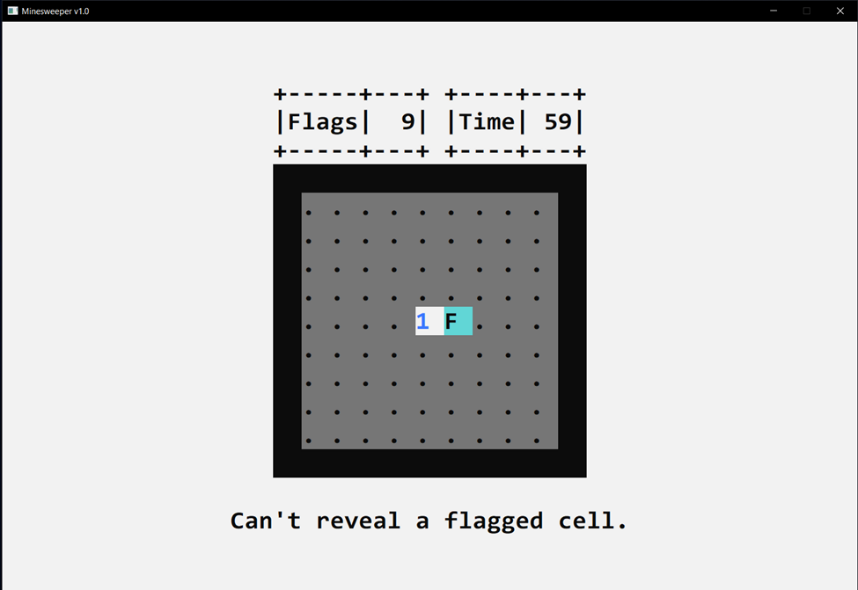 Minesweeper v1.0
+-----+---+ +----+---+
|Flags|  9| |Time| 59|
+-----+---+ +----+---+
. . . . . . . . .
. . . . . . . . .
. . . . . . . . .
. . . . . . . . .
. . . . 1 F . . .
. . . . . . . . .
. . . . . . . . .
. . . . . . . . .
. . . . . . . . .
Can't reveal a flagged cell.